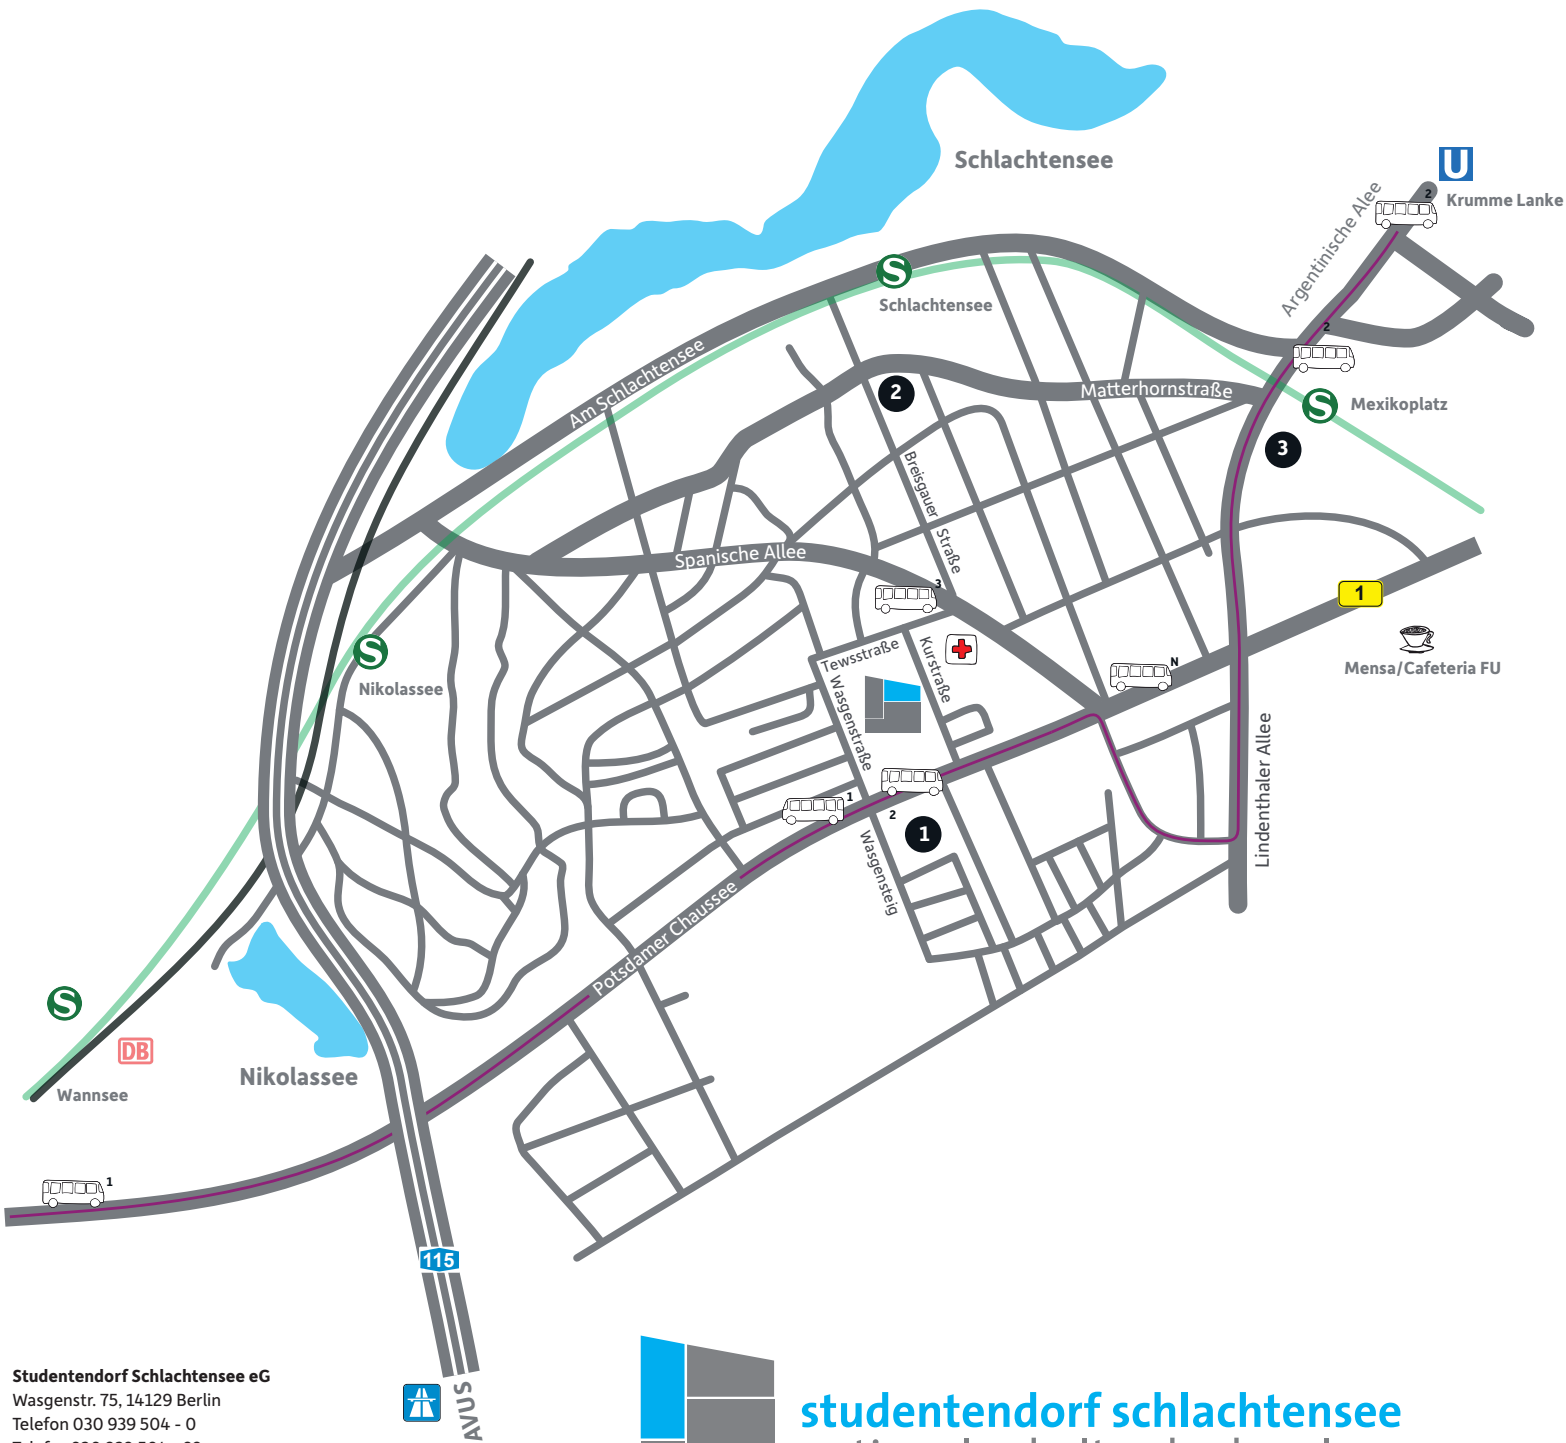 Schlachtensee
U
2
Krumme Lanke
Argentinische Alee
S
Schlachtensee
2
Am Schlachtensee
Matterhornstraße
2
S
Mexikoplatz
3
Breisgauer Straße
Spanische Allee
3
1
S
Nikolassee
Tewsstraße
Kurstraße
N
Mensa/Cafeteria FU
Wasgenstraße
Lindenthaler Allee
1
2
1
Wasgensteig
Potsdamer Chaussee
S
DB
Wannsee
Nikolassee
1
115
AVUS
Studentendorf Schlachtensee eG
Wasgenstr. 75, 14129 Berlin
Telefon 030 939 504 - 0
studentendorf schlachtensee